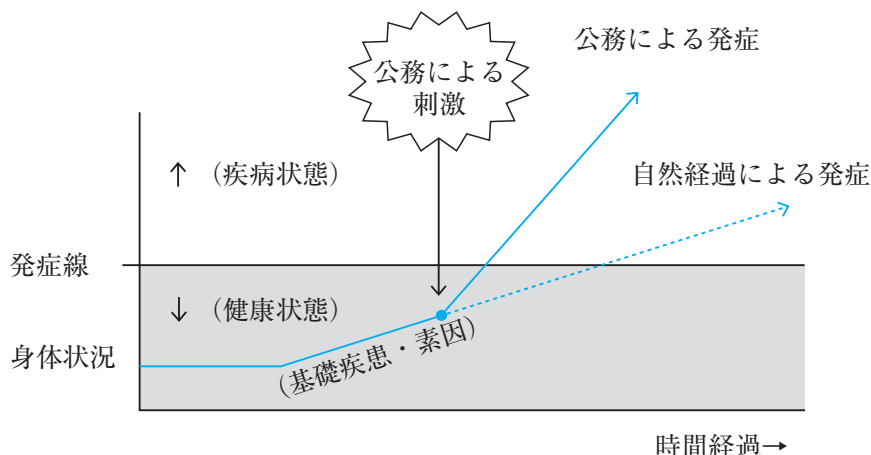 公務による発症
公務による
刺激
↑（疾病状態）
自然経過による発症
発症線
↓（健康状態）
身体状況
（基礎疾患・素因）
時間経過→